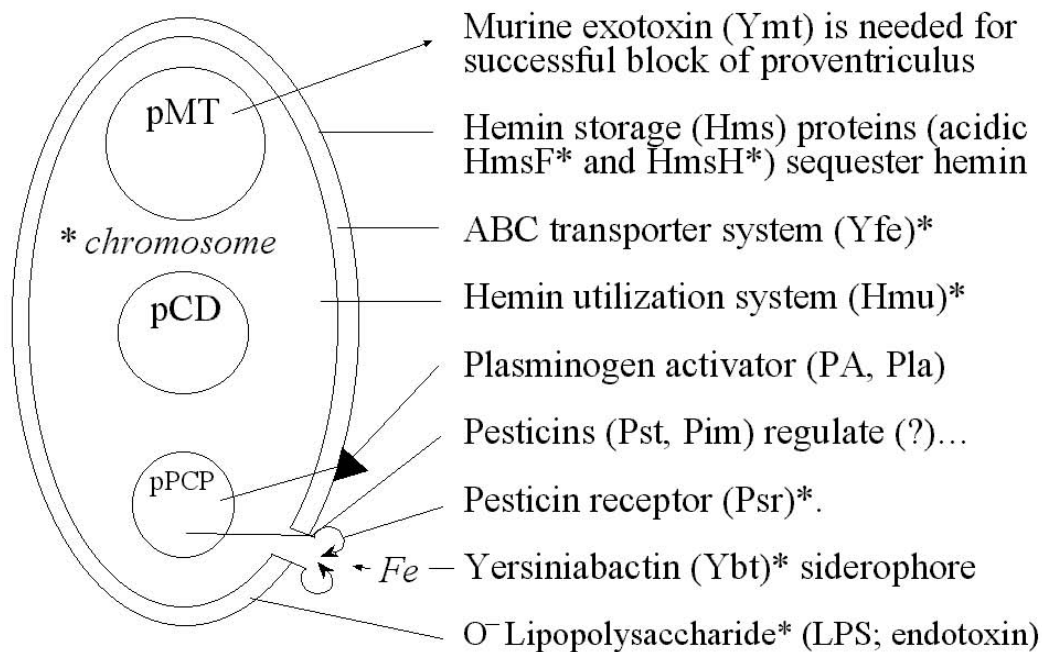 Murine exotoxin (Ymt) is needed for
successful block of proventriculus
pMT
Hemin storage (Hms) proteins (acidic
HmsF* and HmsH*) sequester hemin
* chromosome
ABC transporter system (Yfe)*
Hemin utilization system (Hmu)*
pCD
Plasminogen activator (PA, Pla)
Pesticins (Pst, Pim) regulate (?)…
pPCP
Pesticin receptor (Psr)*.
Fe
Yersiniabactin (Ybt)* siderophore
O⁻ Lipopolysaccharide* (LPS; endotoxin)